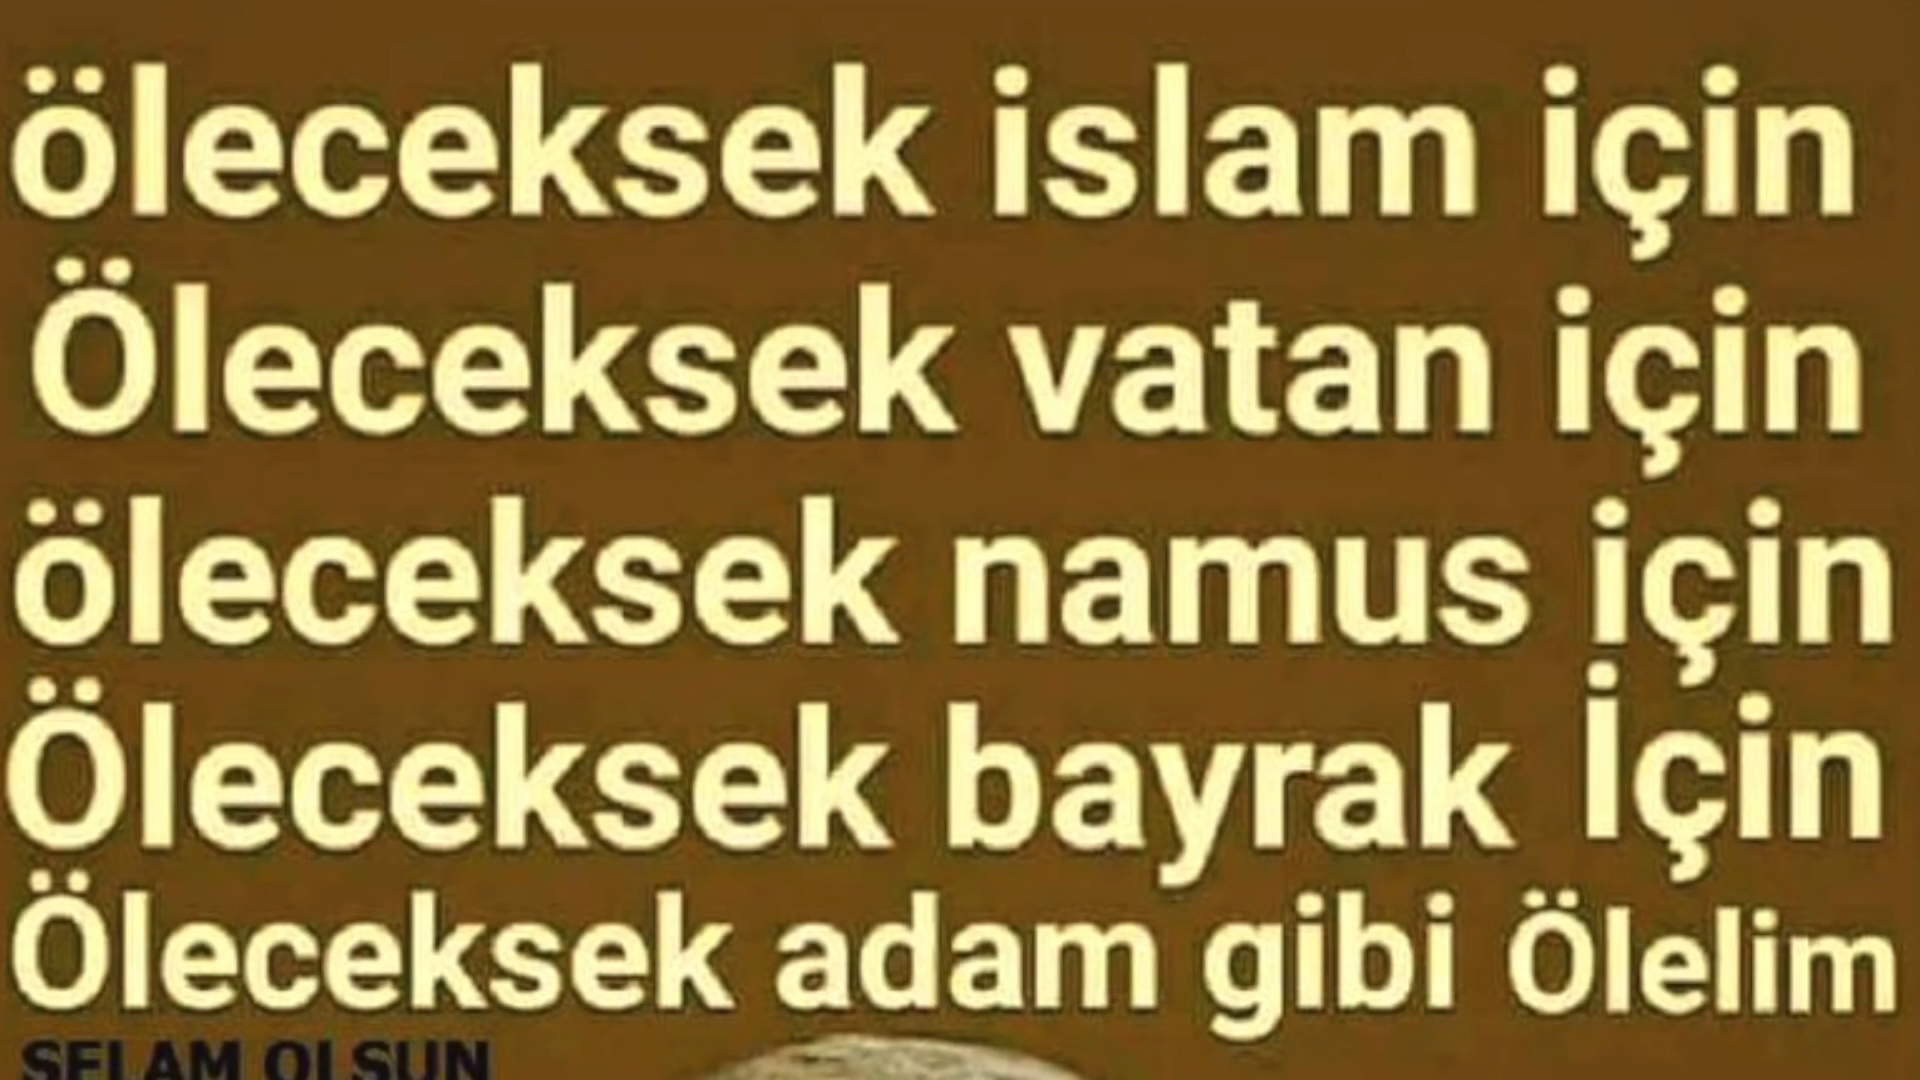 öleceksek islam için
Öleceksek vatan için
öleceksek namus için
Öleceksek bayrak İçin
Öleceksek adam gibi Ölelim
SELAM OLSUN